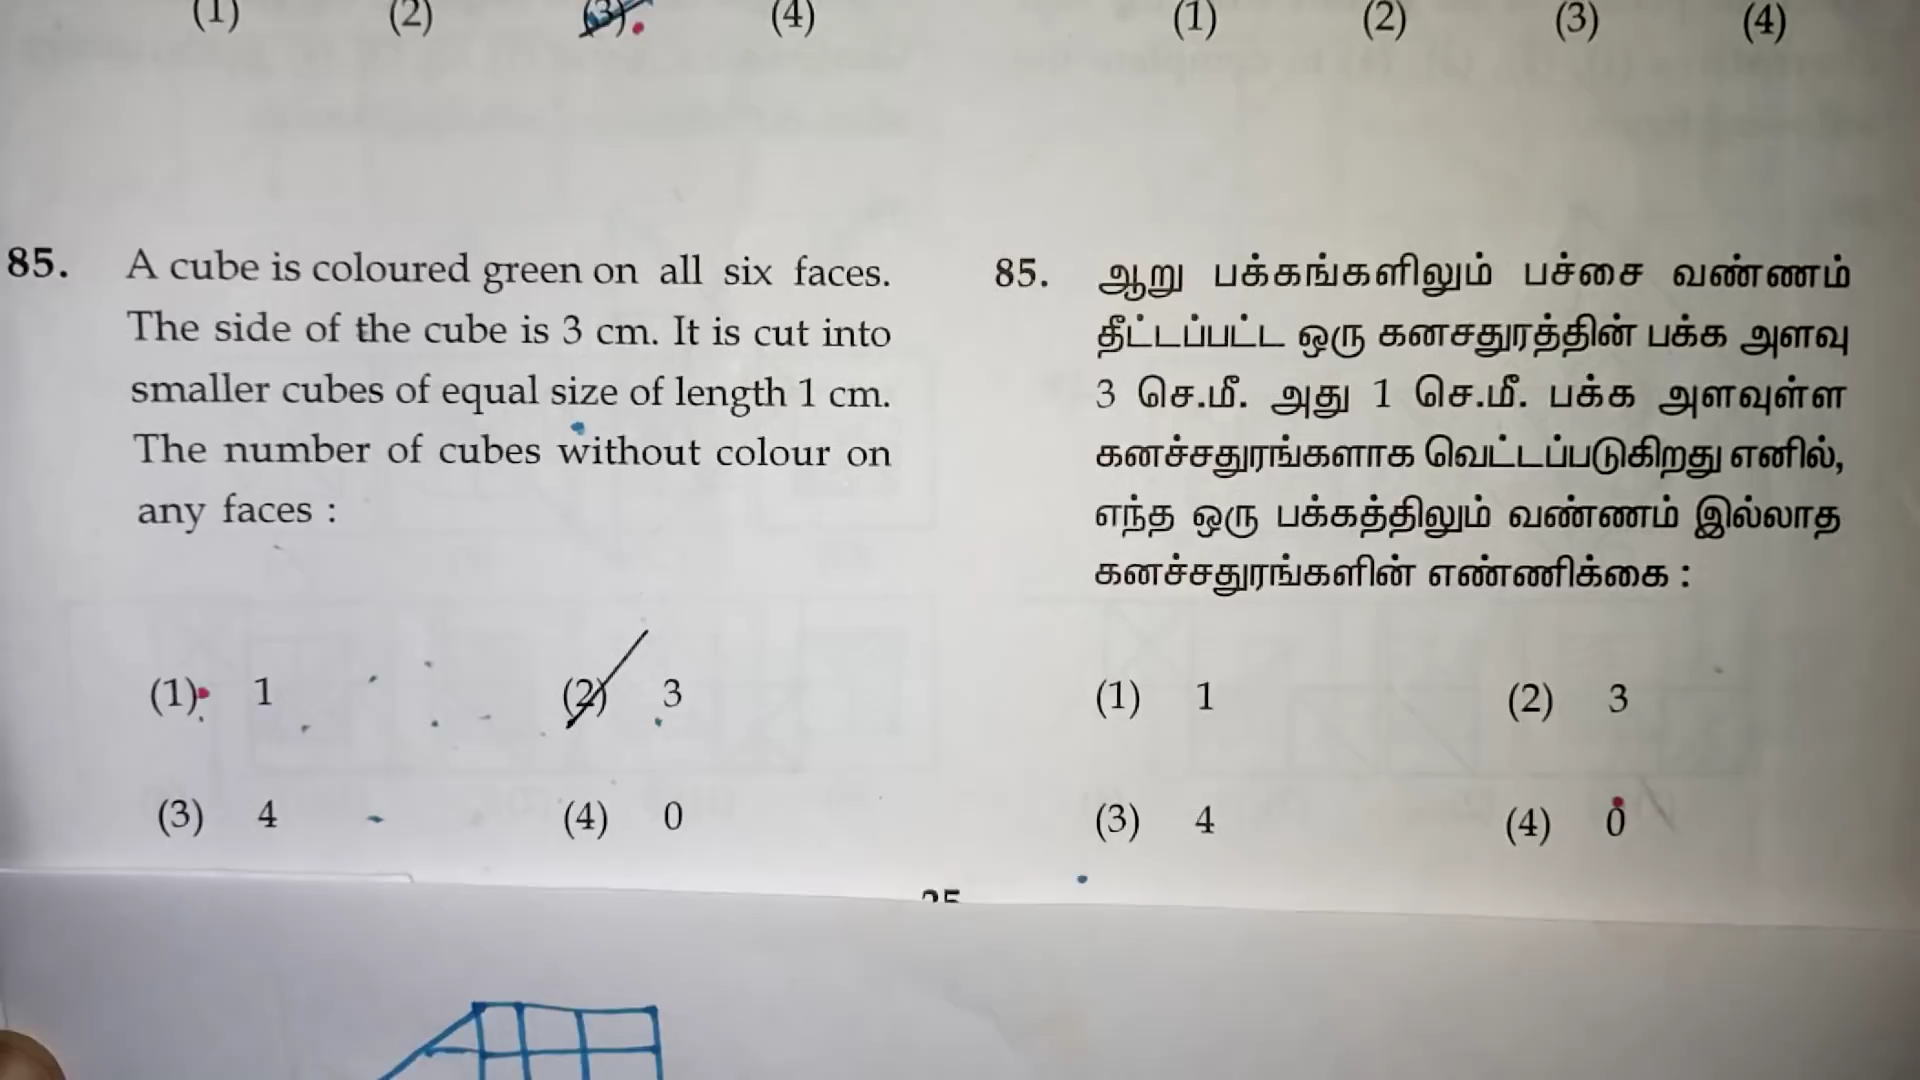 (1) (2) (3) (4)
(1) (2) (3) (4)
85. A cube is coloured green on all six faces.
The side of the cube is 3 cm. It is cut into
smaller cubes of equal size of length 1 cm.
The number of cubes without colour on
any faces :
(1) 1 (2) 3
(3) 4 (4) 0
85. ஆறு பக்கங்களிலும் பச்சை வண்ணம்
தீட்டப்பட்ட ஒரு கனசதுரத்தின் பக்க அளவு
3 செ.மீ. அது 1 செ.மீ. பக்க அளவுள்ள
கனச்சதுரங்களாக வெட்டப்படுகிறது எனில்,
எந்த ஒரு பக்கத்திலும் வண்ணம் இல்லாத
கனச்சதுரங்களின் எண்ணிக்கை :
(1) 1 (2) 3
(3) 4 (4) 0